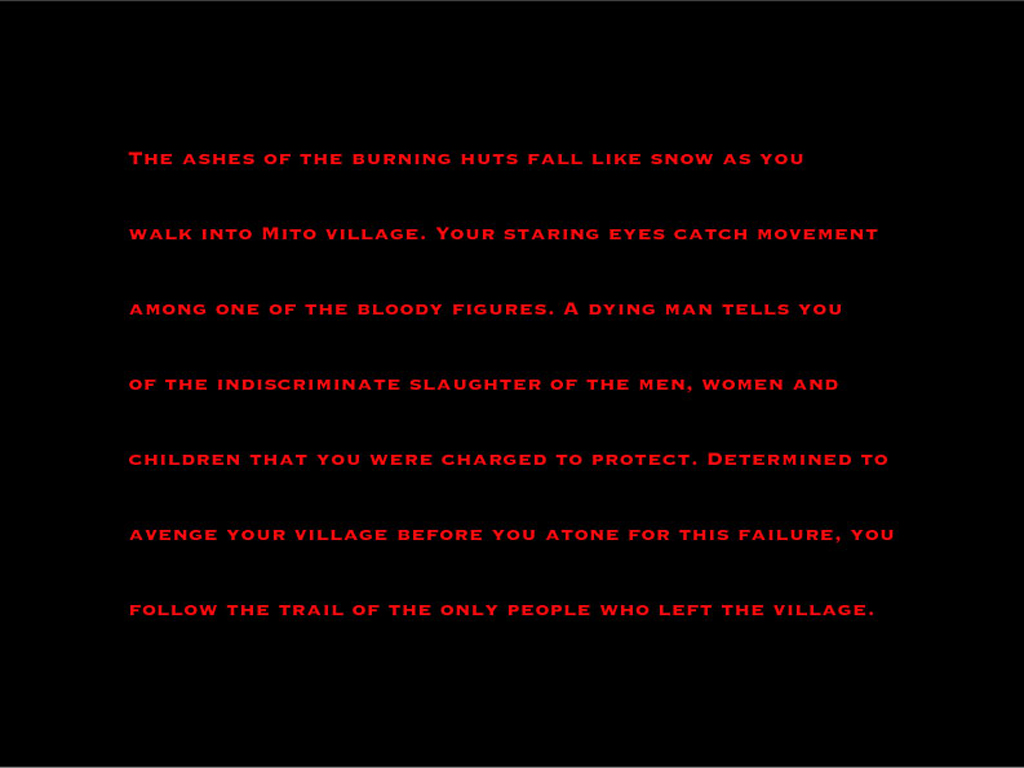 The ashes of the burning huts fall like snow as you
walk into Mito village. Your staring eyes catch movement
among one of the bloody figures. A dying man tells you
of the indiscriminate slaughter of the men, women and
children that you were charged to protect. Determined to
avenge your village before you atone for this failure, you
follow the trail of the only people who left the village.